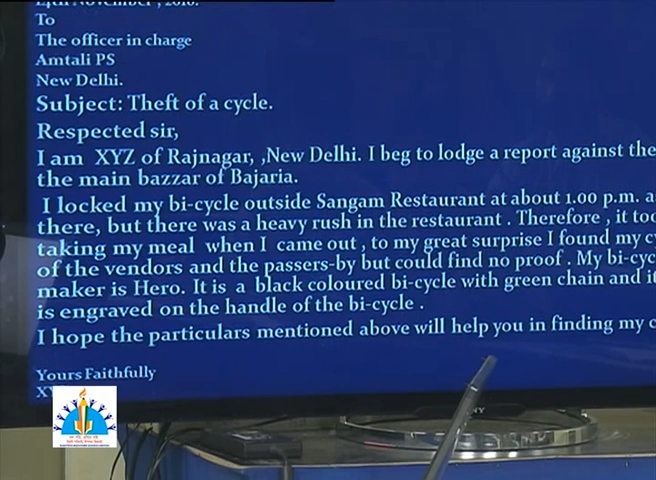 24th November , 2018.
To
The officer in charge
Amtali PS
New Delhi.
Subject: Theft of a cycle.
Respected sir,
I am XYZ of Rajnagar, ,New Delhi. I beg to lodge a report against the
the main bazzar of Bajaria.
I locked my bi-cycle outside Sangam Restaurant at about 1.00 p.m. a
there, but there was a heavy rush in the restaurant . Therefore , it too
taking my meal when I came out , to my great surprise I found my c
of the vendors and the passers-by but could find no proof . My bi-cyc
maker is Hero. It is a black coloured bi-cycle with green chain and it
is engraved on the handle of the bi-cycle .
I hope the particulars mentioned above will help you in finding my c
Yours Faithfully